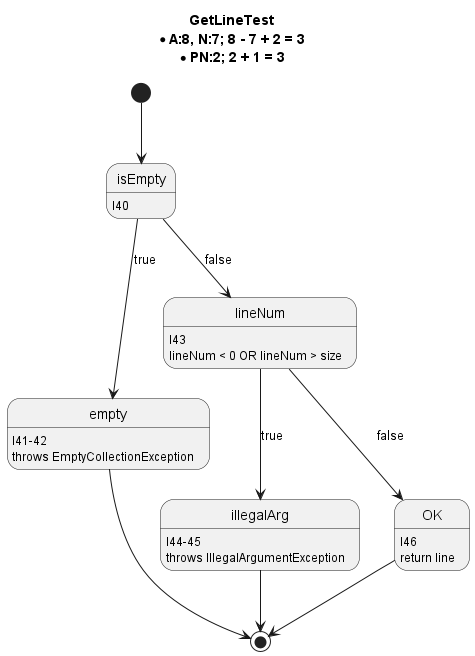 GetLineTest
• A:8, N:7; 8 - 7 + 2 = 3
• PN:2; 2 + 1 = 3
isEmpty
l40
true
false
lineNum
l43
lineNum < 0 OR lineNum > size
empty
l41-42
throws EmptyCollectionException
true
false
illegalArg
l44-45
throws IllegalArgumentException
OK
l46
return line